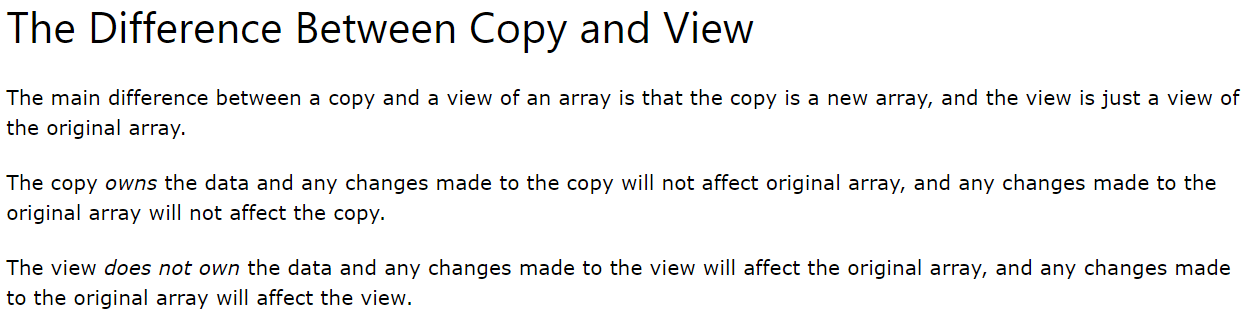 The Difference Between Copy and View
The main difference between a copy and a view of an array is that the copy is a new array, and the view is just a view of
the original array.
The copy owns the data and any changes made to the copy will not affect original array, and any changes made to the
original array will not affect the copy.
The view does not own the data and any changes made to the view will affect the original array, and any changes made
to the original array will affect the view.